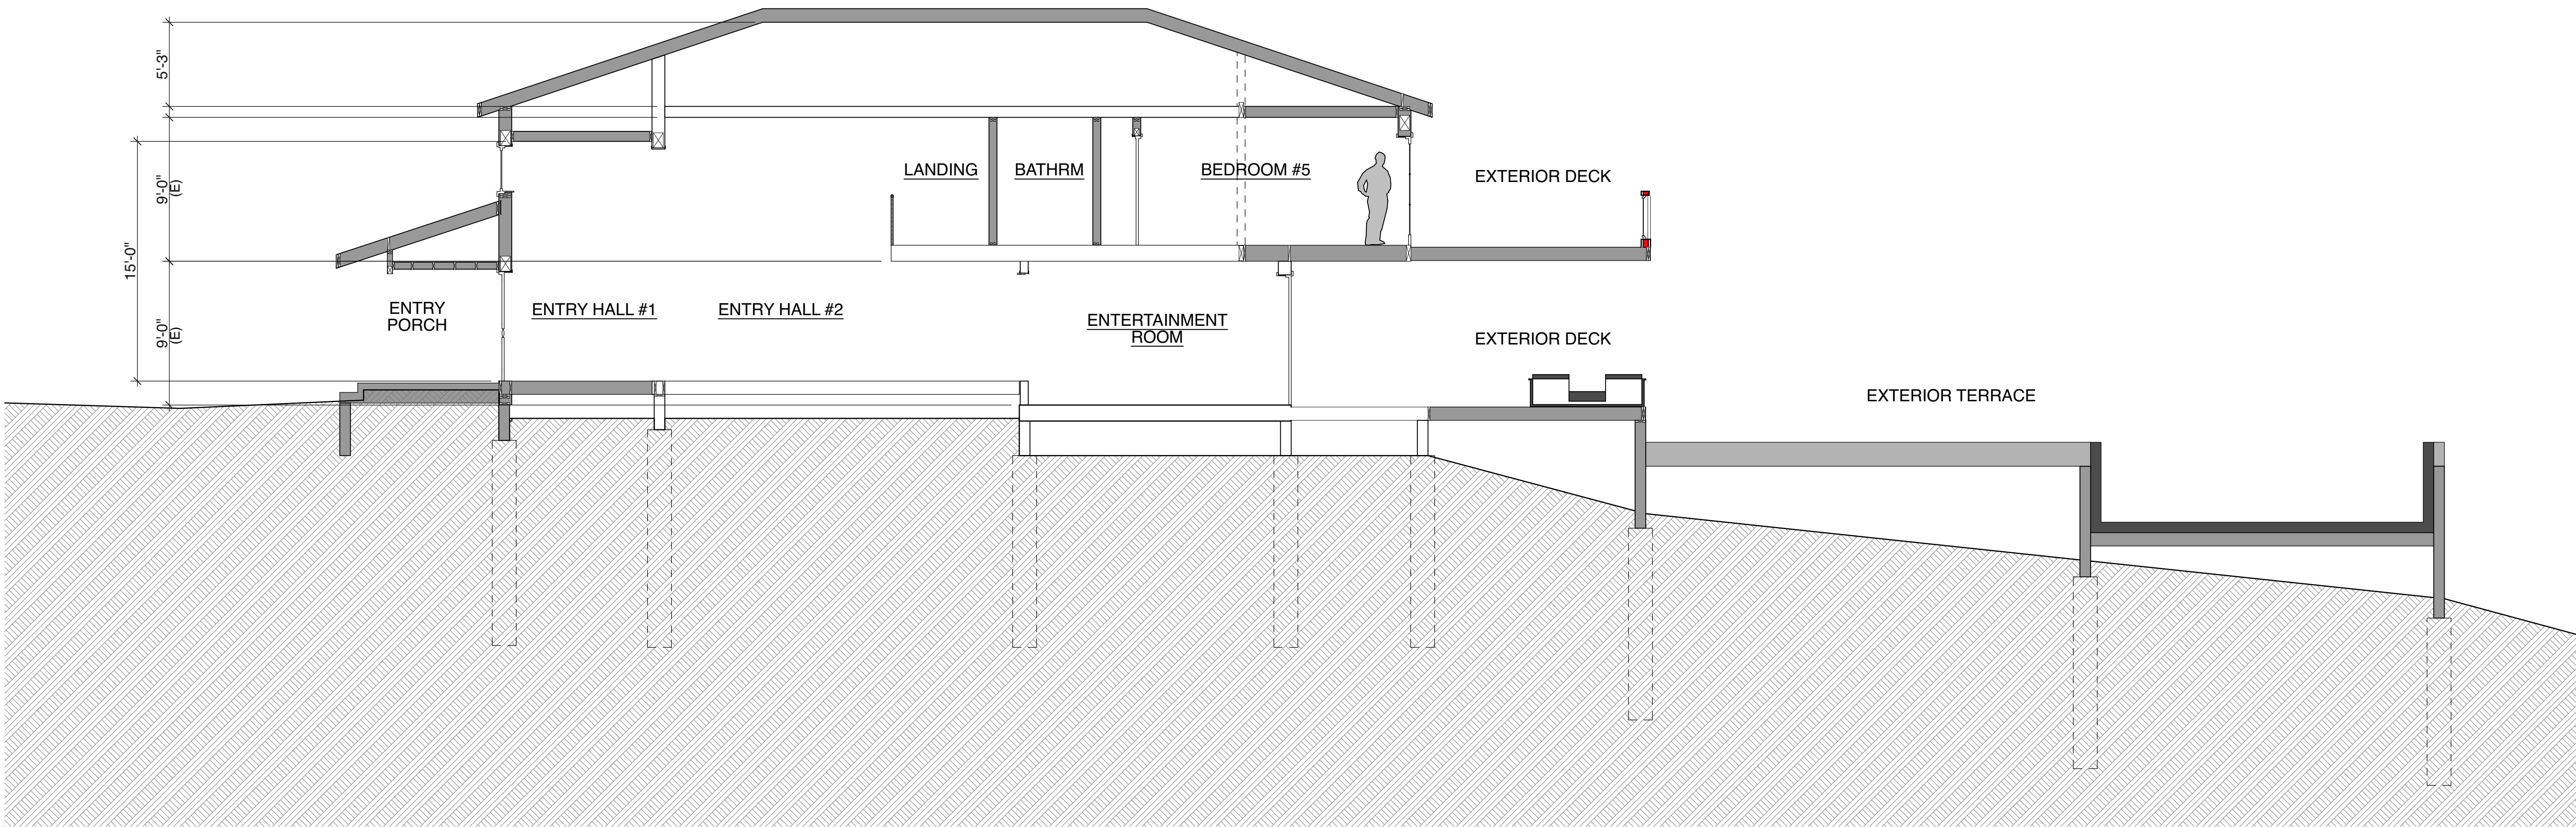 5'-3"
9'-0"
(E)
15'-0"
9'-0"
(E)
LANDING
BATHRM
BEDROOM #5
EXTERIOR DECK
ENTRY
PORCH
ENTRY HALL #1
ENTRY HALL #2
ENTERTAINMENT
ROOM
EXTERIOR DECK
EXTERIOR TERRACE